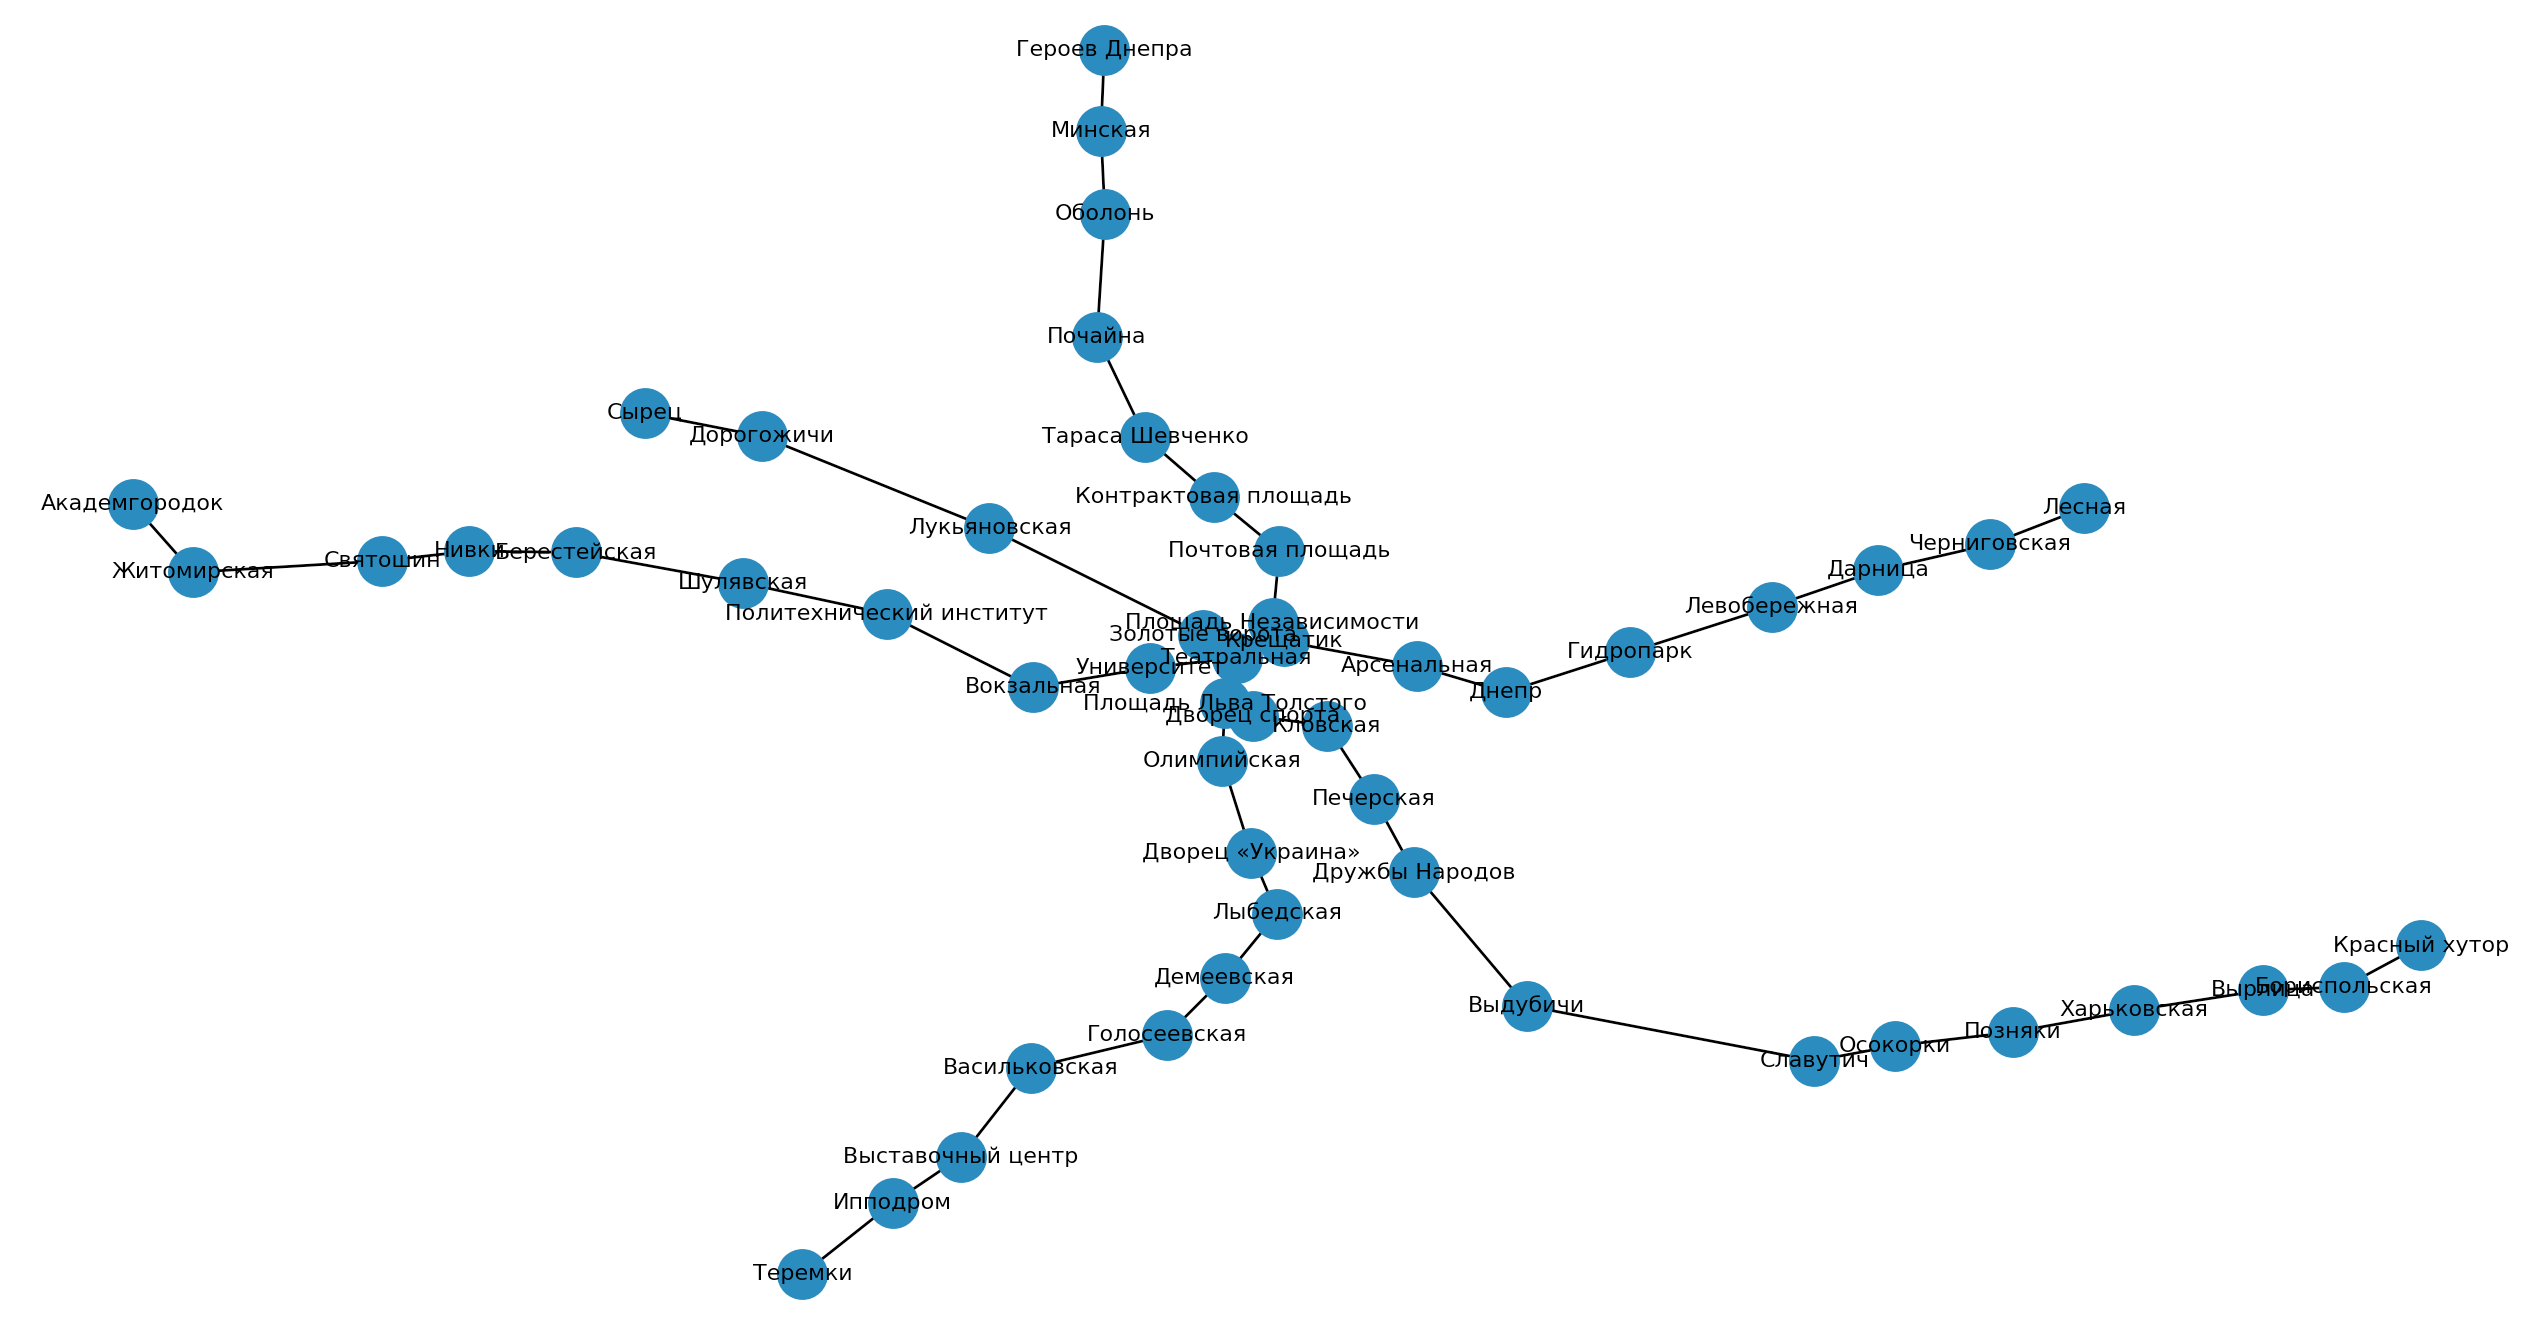 Героев Днепра
Минская
Оболонь
Почайна
Сырец
Дорогожичи
Тараса Шевченко
Контрактовая площадь
Академгородок
Лесная
Лукьяновская
Черниговская
Почтовая площадь
Нивки
Берестейская
Святошин
Житомирская
Дарница
Шулявская
Левобережная
Политехнический институт
Площадь Независимости
Золотые ворота
Крещатик
Гидропарк
Театральная
Университет
Арсенальная
Вокзальная
Днепр
Площадь Льва Толстого
Дворец спорта
Кловская
Олимпийская
Печерская
Дворец «Украина»
Дружбы Народов
Лыбедская
Красный хутор
Демеевская
Бориспольская
Вырлица
Выдубичи
Харьковская
Позняки
Голосеевская
Осокорки
Славутич
Васильковская
Выставочный центр
Ипподром
Теремки